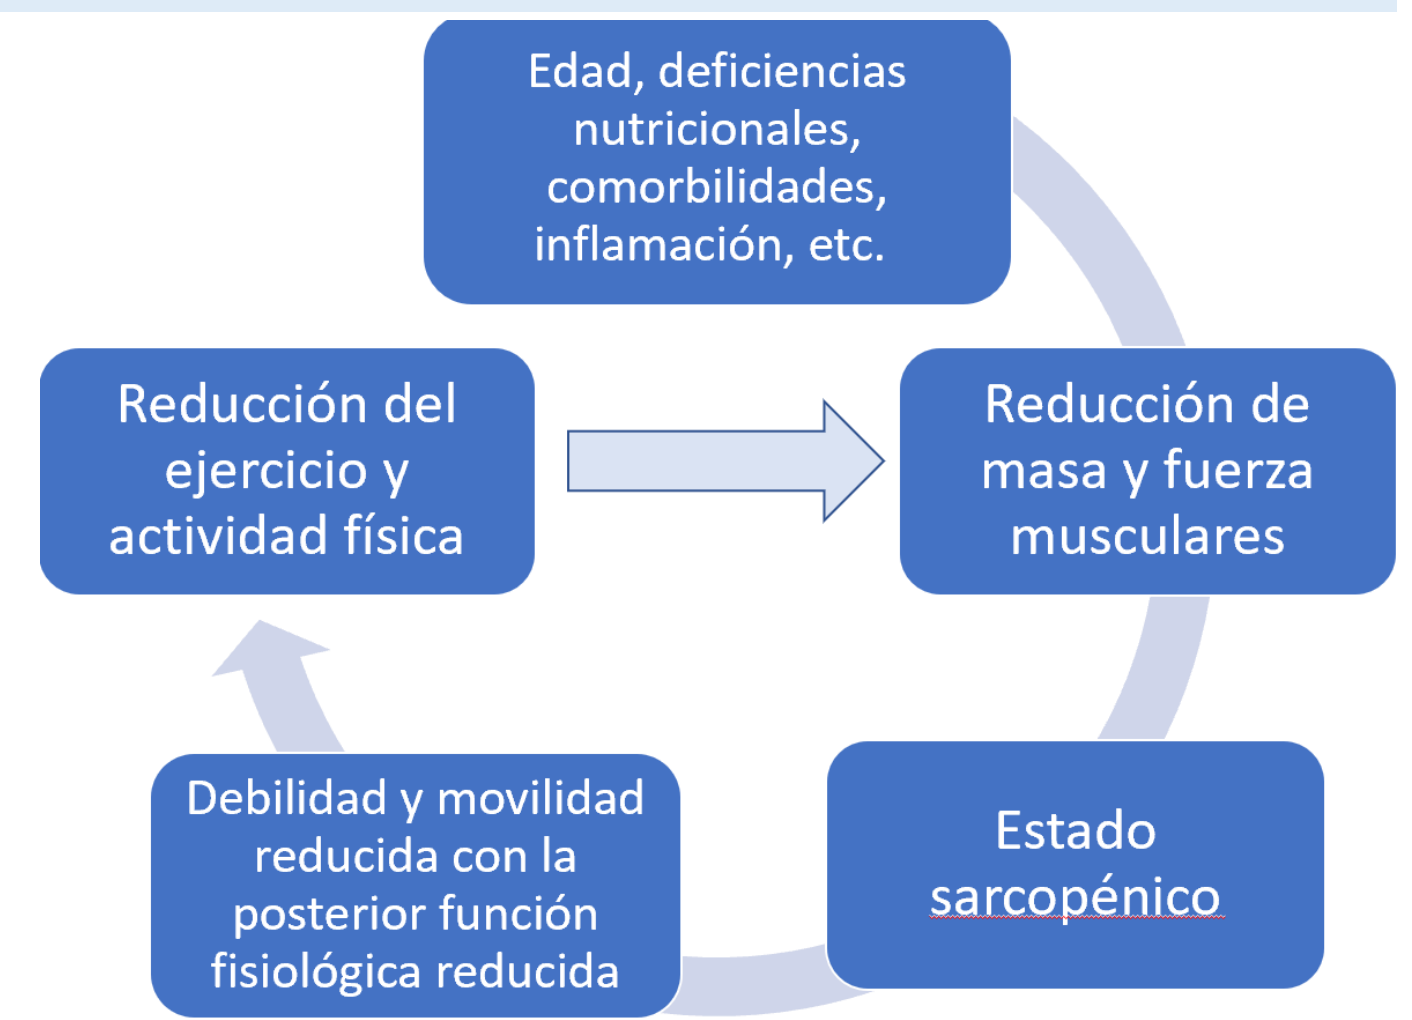 Edad, deficiencias
nutricionales,
comorbilidades,
inflamación, etc.
Reducción del
ejercicio y
actividad física
Reducción de
masa y fuerza
musculares
Debilidad y movilidad
reducida con la
posterior función
fisiológica reducida
Estado
sarcopénico